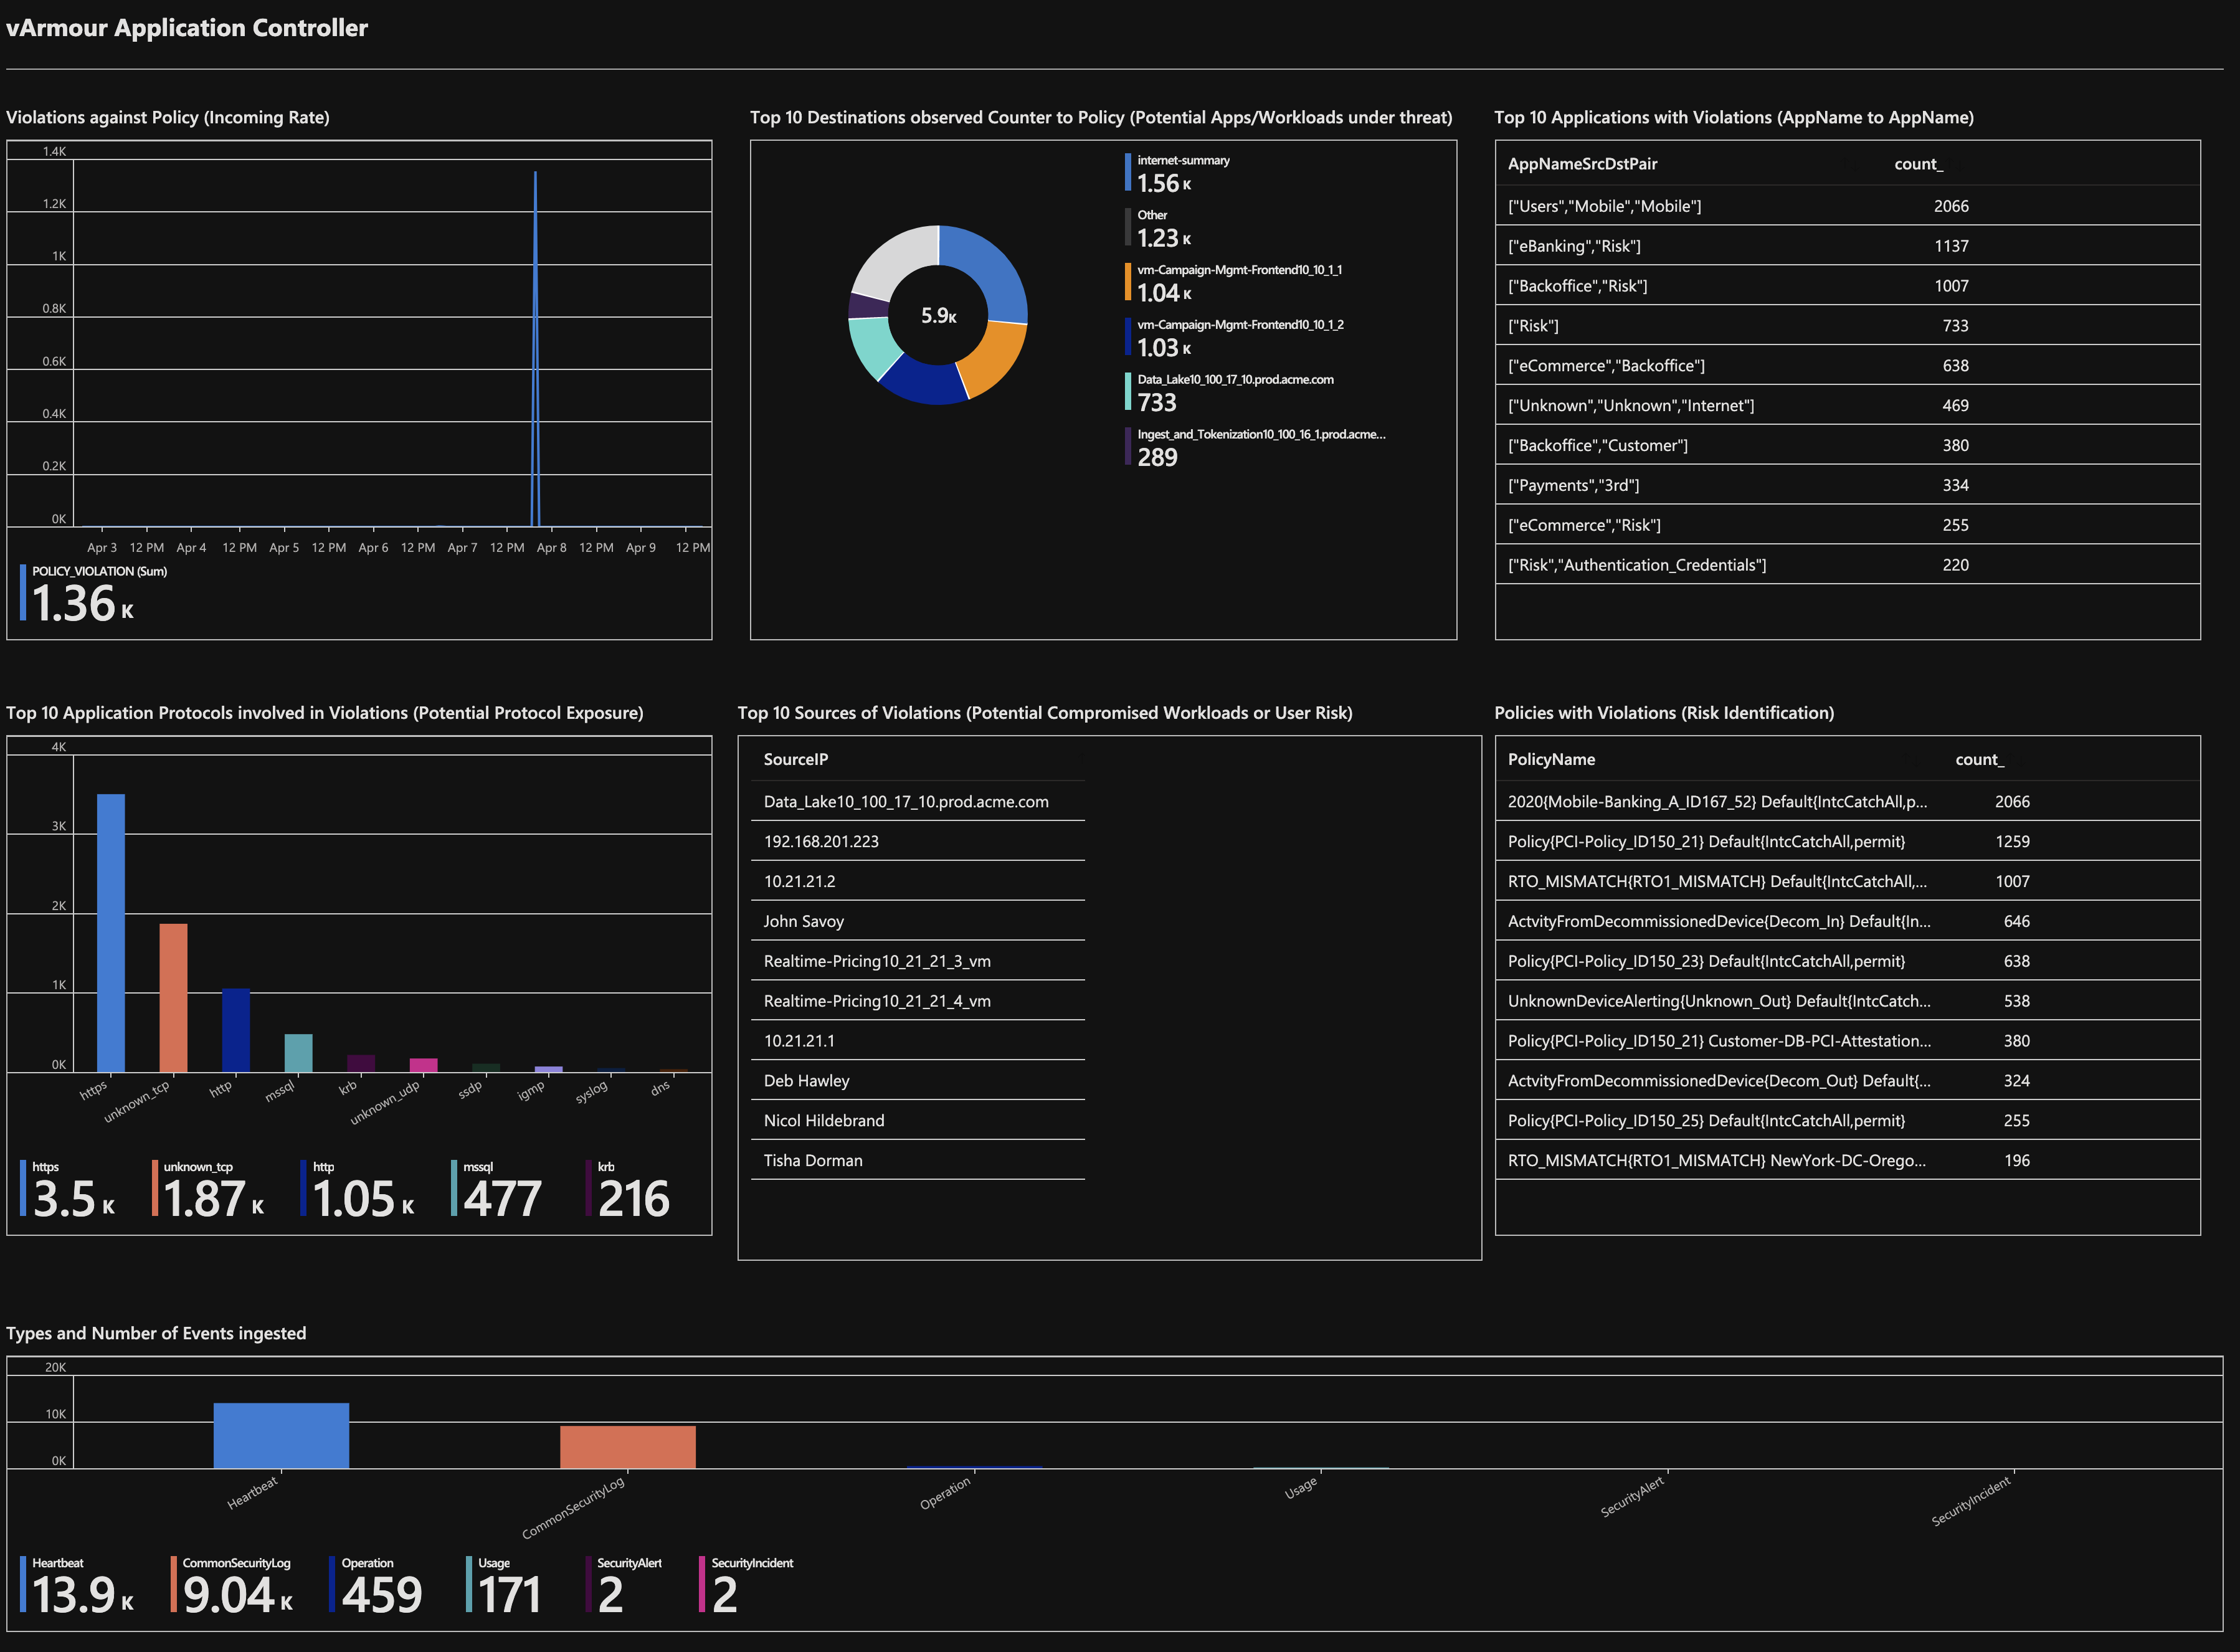 vArmour Application Controller
Violations against Policy (Incoming Rate)
1.4K
1.2K
1K
0.8K
0.6K
0.4K
0.2K
0K
Apr 3 12 PM Apr 4 12 PM Apr 5 12 PM Apr 6 12 PM Apr 7 12 PM Apr 8 12 PM Apr 9 12 PM
POLICY_VIOLATION (Sum)
1.36 K
Top 10 Destinations observed Counter to Policy (Potential Apps/Workloads under threat)
5.9K
internet-summary
1.56 K
Other
1.23 K
vm-Campaign-Mgmt-Frontend10_10_1_1
1.04 K
vm-Campaign-Mgmt-Frontend10_10_1_2
1.03 K
Data_Lake10_100_17_10.prod.acme.com
733
Ingest_and_Tokenization10_100_16_1.prod.acme...
289
Top 10 Applications with Violations (AppName to AppName)
AppNameSrcDstPair count_
["Users","Mobile","Mobile"] 2066
["eBanking","Risk"] 1137
["Backoffice","Risk"] 1007
["Risk"] 733
["eCommerce","Backoffice"] 638
["Unknown","Unknown","Internet"] 469
["Backoffice","Customer"] 380
["Payments","3rd"] 334
["eCommerce","Risk"] 255
["Risk","Authentication_Credentials"] 220
Top 10 Application Protocols involved in Violations (Potential Protocol Exposure)
4K
3K
2K
1K
0K
https unknown_tcp http mssql krb unknown_udp ssdp igmp syslog dns
https unknown_tcp http mssql krb
3.5 K 1.87 K 1.05 K 477 216
Top 10 Sources of Violations (Potential Compromised Workloads or User Risk)
SourceIP
Data_Lake10_100_17_10.prod.acme.com
192.168.201.223
10.21.21.2
John Savoy
Realtime-Pricing10_21_21_3_vm
Realtime-Pricing10_21_21_4_vm
10.21.21.1
Deb Hawley
Nicol Hildebrand
Tisha Dorman
Policies with Violations (Risk Identification)
PolicyName count_
2020{Mobile-Banking_A_ID167_52} Default{IntcCatchAll,p... 2066
Policy{PCI-Policy_ID150_21} Default{IntcCatchAll,permit} 1259
RTO_MISMATCH{RTO1_MISMATCH} Default{IntcCatchAll,... 1007
ActvityFromDecommissionedDevice{Decom_In} Default{In... 646
Policy{PCI-Policy_ID150_23} Default{IntcCatchAll,permit} 638
UnknownDeviceAlerting{Unknown_Out} Default{IntcCatch... 538
Policy{PCI-Policy_ID150_21} Customer-DB-PCI-Attestation... 380
ActvityFromDecommissionedDevice{Decom_Out} Default{... 324
Policy{PCI-Policy_ID150_25} Default{IntcCatchAll,permit} 255
RTO_MISMATCH{RTO1_MISMATCH} NewYork-DC-Orego... 196
Types and Number of Events ingested
20K
10K
0K
Heartbeat CommonSecurityLog Operation Usage SecurityAlert SecurityIncident
Heartbeat CommonSecurityLog Operation Usage SecurityAlert SecurityIncident
13.9 K 9.04 K 459 171 2 2